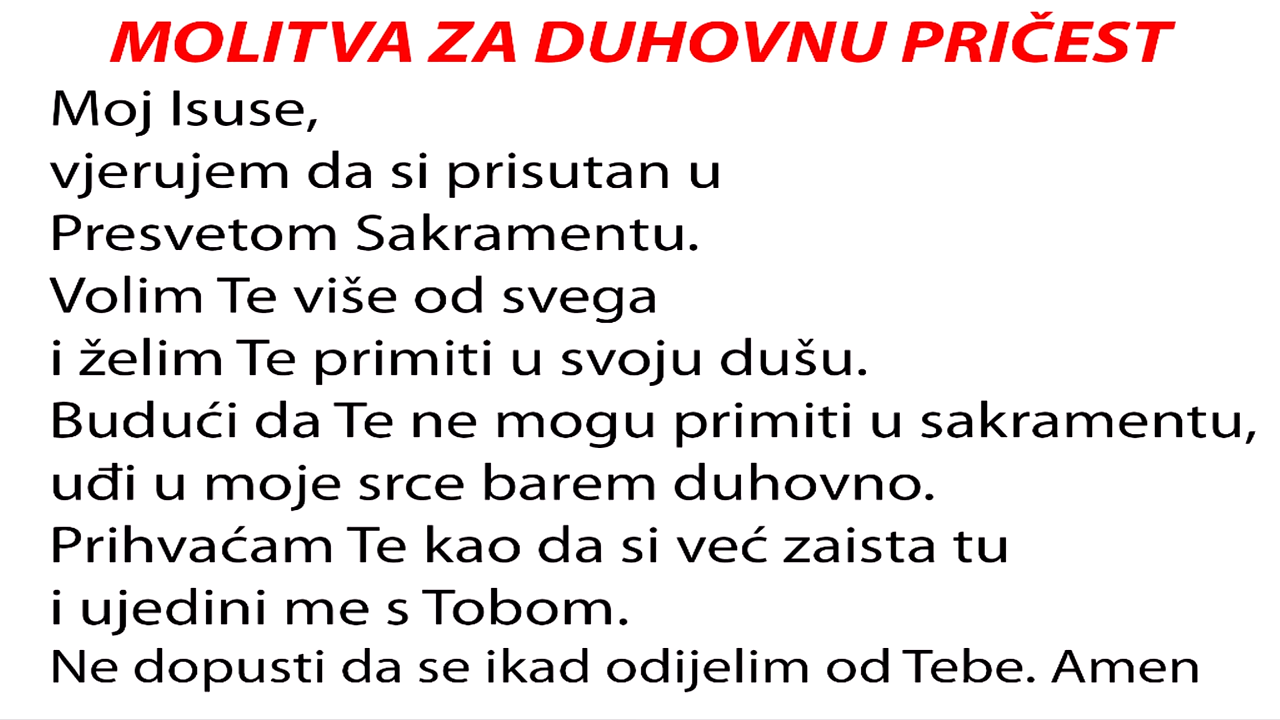 MOLITVA ZA DUHOVNU PRIČEST
Moj Isuse,
vjerujem da si prisutan u
Presvetom Sakramentu.
Volim Te više od svega
i želim Te primiti u svoju dušu.
Budući da Te ne mogu primiti u sakramentu,
uđi u moje srce barem duhovno.
Prihvaćam Te kao da si već zaista tu
i ujedini me s Tobom.
Ne dopusti da se ikad odijelim od Tebe. Amen